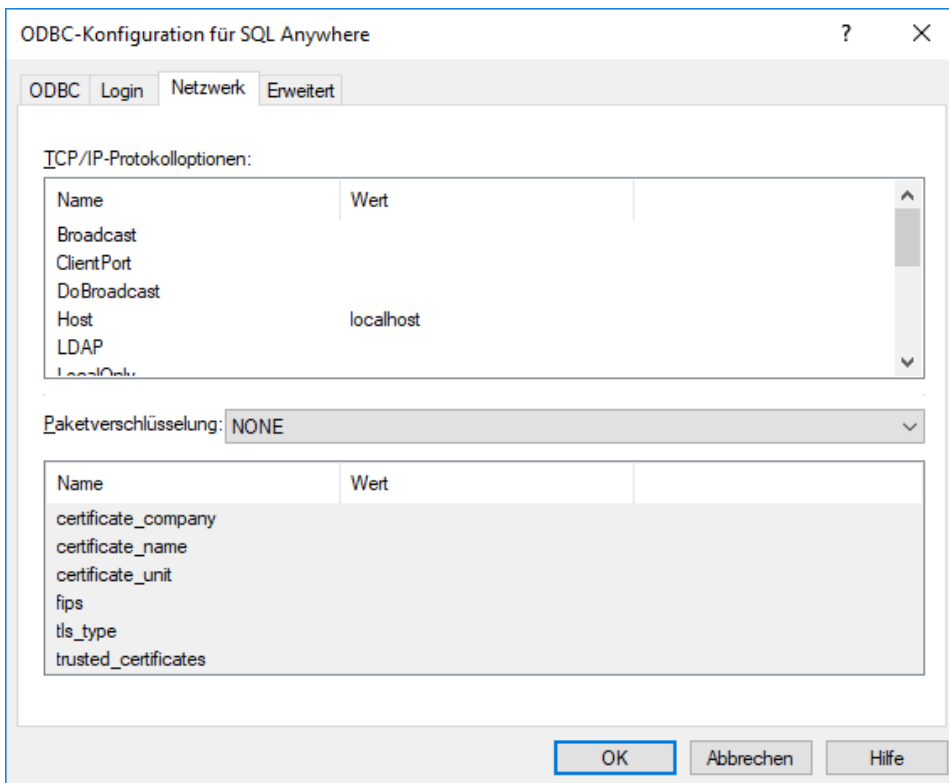 ODBC-Konfiguration für SQL Anywhere ?
ODBC Login Netzwerk Erweitert
TCP/IP-Protokolloptionen:
Name Wert
Broadcast
ClientPort
DoBroadcast
Host localhost
LDAP
LocalOnly
Paketverschlüsselung: NONE
Name Wert
certificate_company
certificate_name
certificate_unit
fips
tls_type
trusted_certificates
OK Abbrechen Hilfe